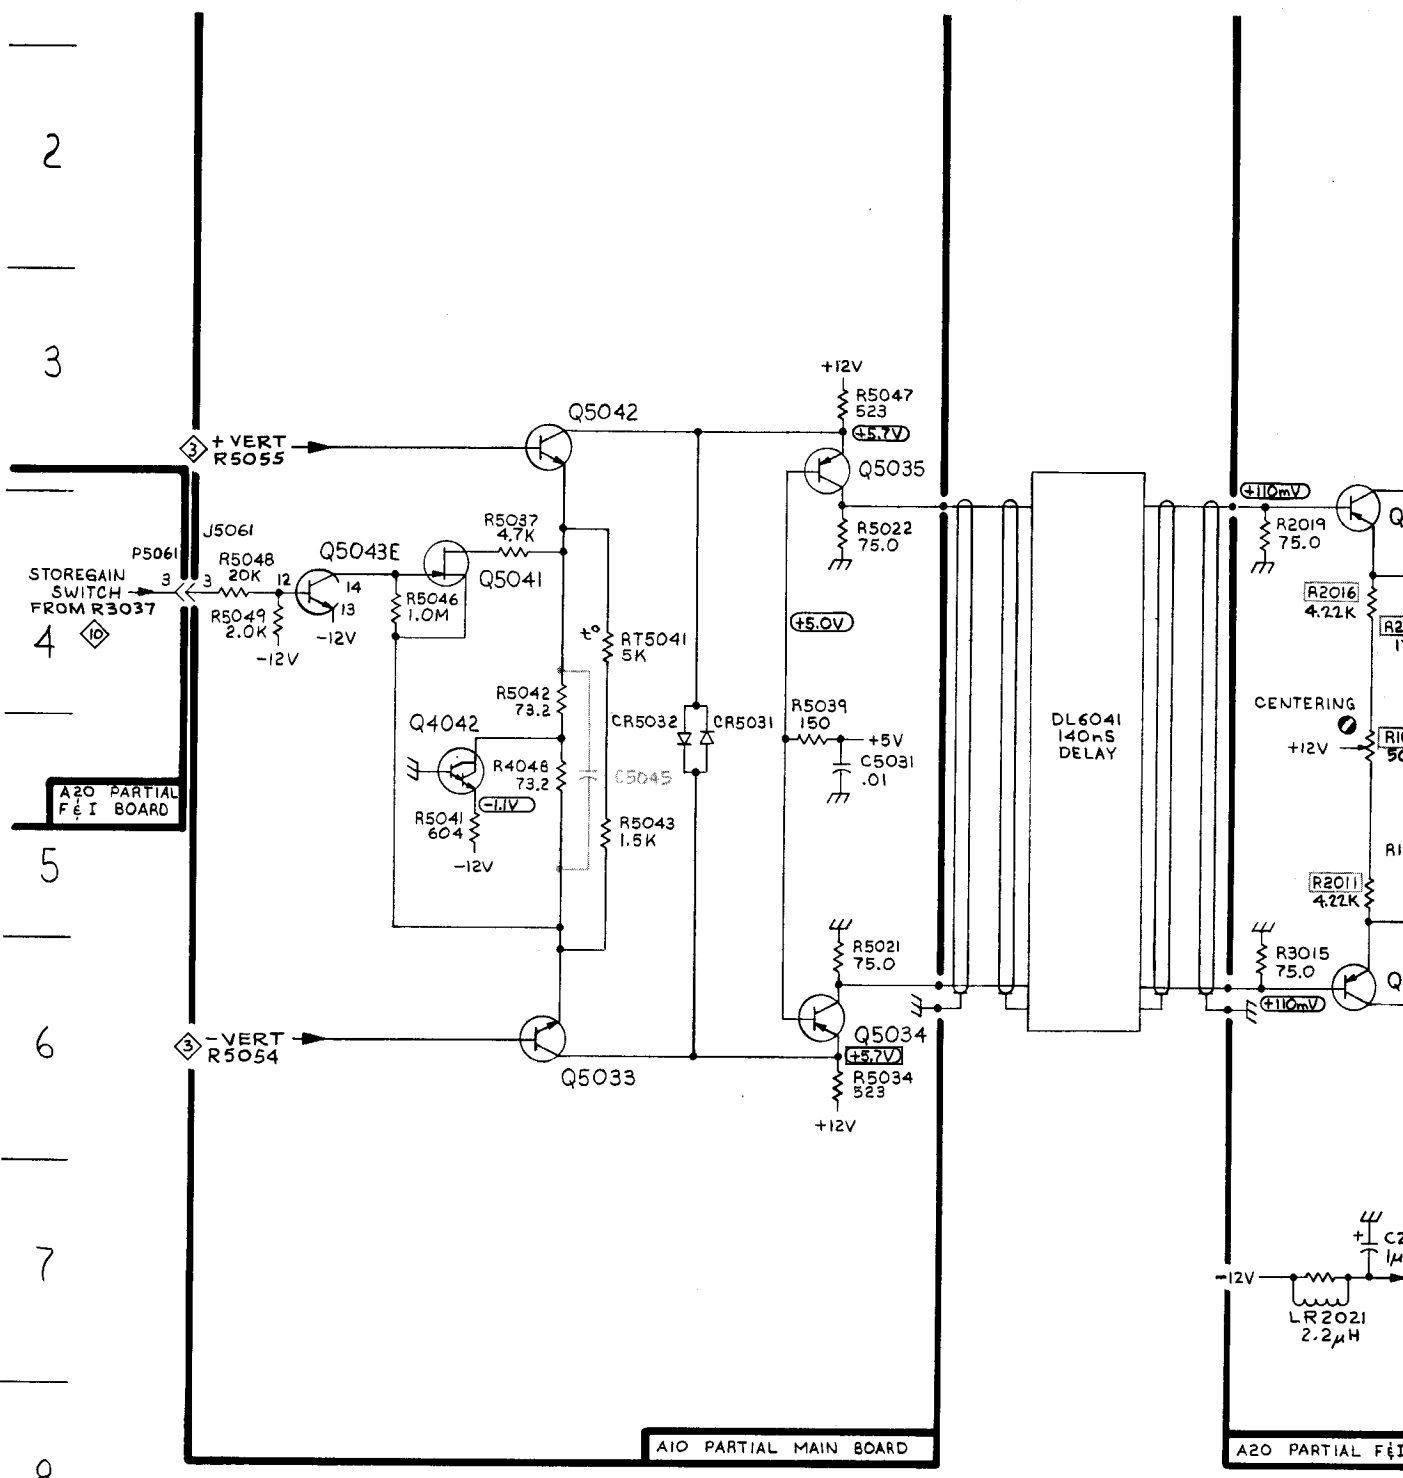 2
3
4
5
6
7
+12V
R5047
523
+5.7V
Q5042
Q5035
3
+ VERT
R5055
R5022
75.0
+110mV
R2019
75.0
J5061
P5061
3
3
R5048
20K
12
Q5043E
14
13
-12V
R5037
4.7K
Q5041
STOREGAIN
SWITCH
FROM R3037
10
R5049
2.0K
-12V
R5046
1.0M
t°
RT5041
5K
+5.0V
R2016
4.22K
R5042
73.2
Q4042
R4048
73.2
C5045
CR5032
CR5031
R5039
150
+5V
C5031
.01
DL6041
140nS
DELAY
CENTERING
+12V
A20 PARTIAL
F&I BOARD
-1.1V
R5041
604
-12V
R5043
1.5K
R2011
4.22K
R5021
75.0
R3015
75.0
+110mV
3
-VERT
R5054
Q5033
Q5034
+5.7V
R5034
523
+12V
-12V
LR2021
2.2µH
A10 PARTIAL MAIN BOARD
A20 PARTIAL F&I